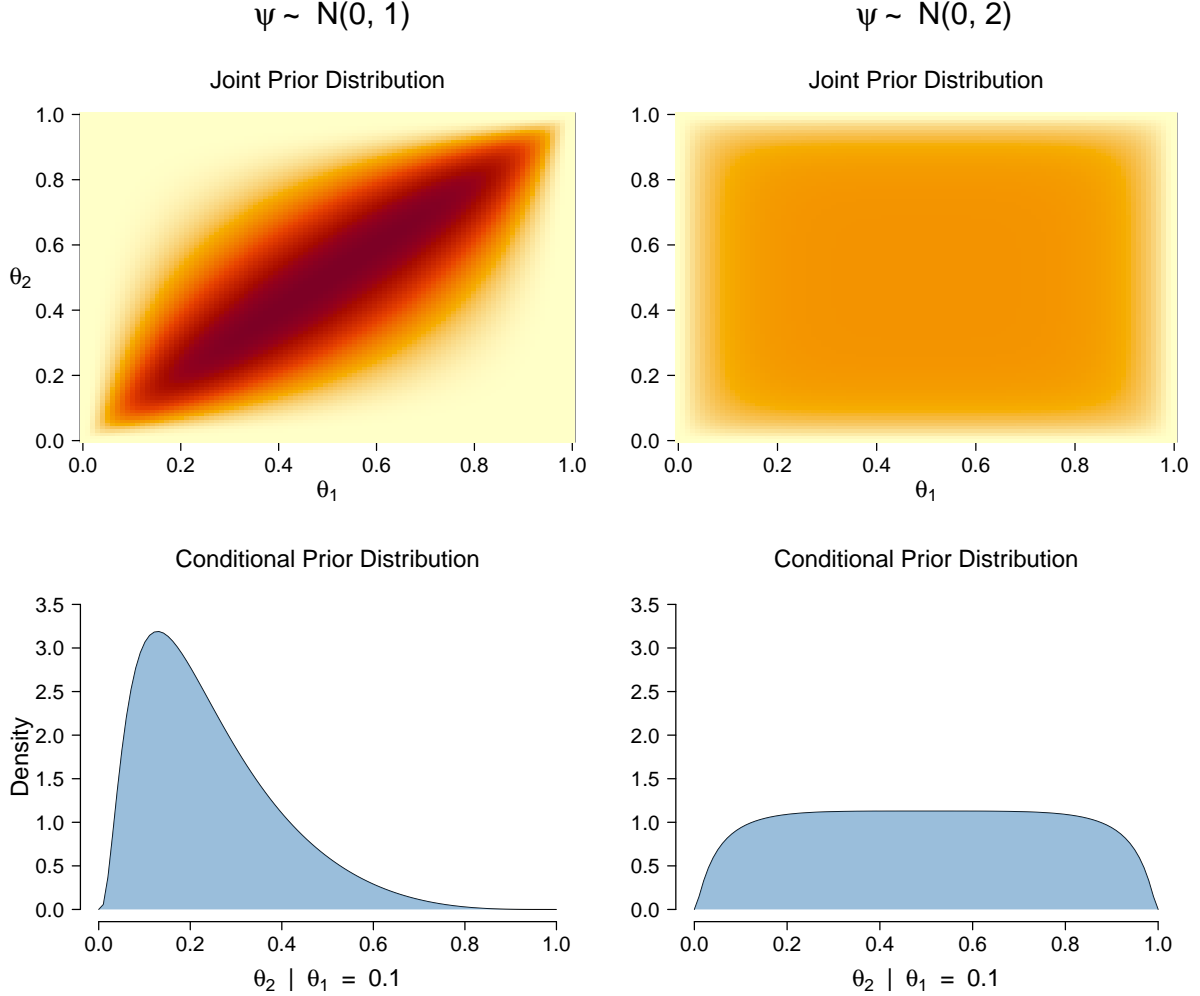 ψ ~ N(0, 1)
ψ ~ N(0, 2)
Joint Prior Distribution
Joint Prior Distribution
1.0
0.8
0.6
0.4
0.2
0.0
θ2
0.0 0.2 0.4 0.6 0.8 1.0
θ1
1.0
0.8
0.6
0.4
0.2
0.0
0.0 0.2 0.4 0.6 0.8 1.0
θ1
Conditional Prior Distribution
Conditional Prior Distribution
3.5
3.0
2.5
2.0
1.5
1.0
0.5
0.0
Density
0.0 0.2 0.4 0.6 0.8 1.0
θ2 | θ1 = 0.1
3.5
3.0
2.5
2.0
1.5
1.0
0.5
0.0
0.0 0.2 0.4 0.6 0.8 1.0
θ2 | θ1 = 0.1